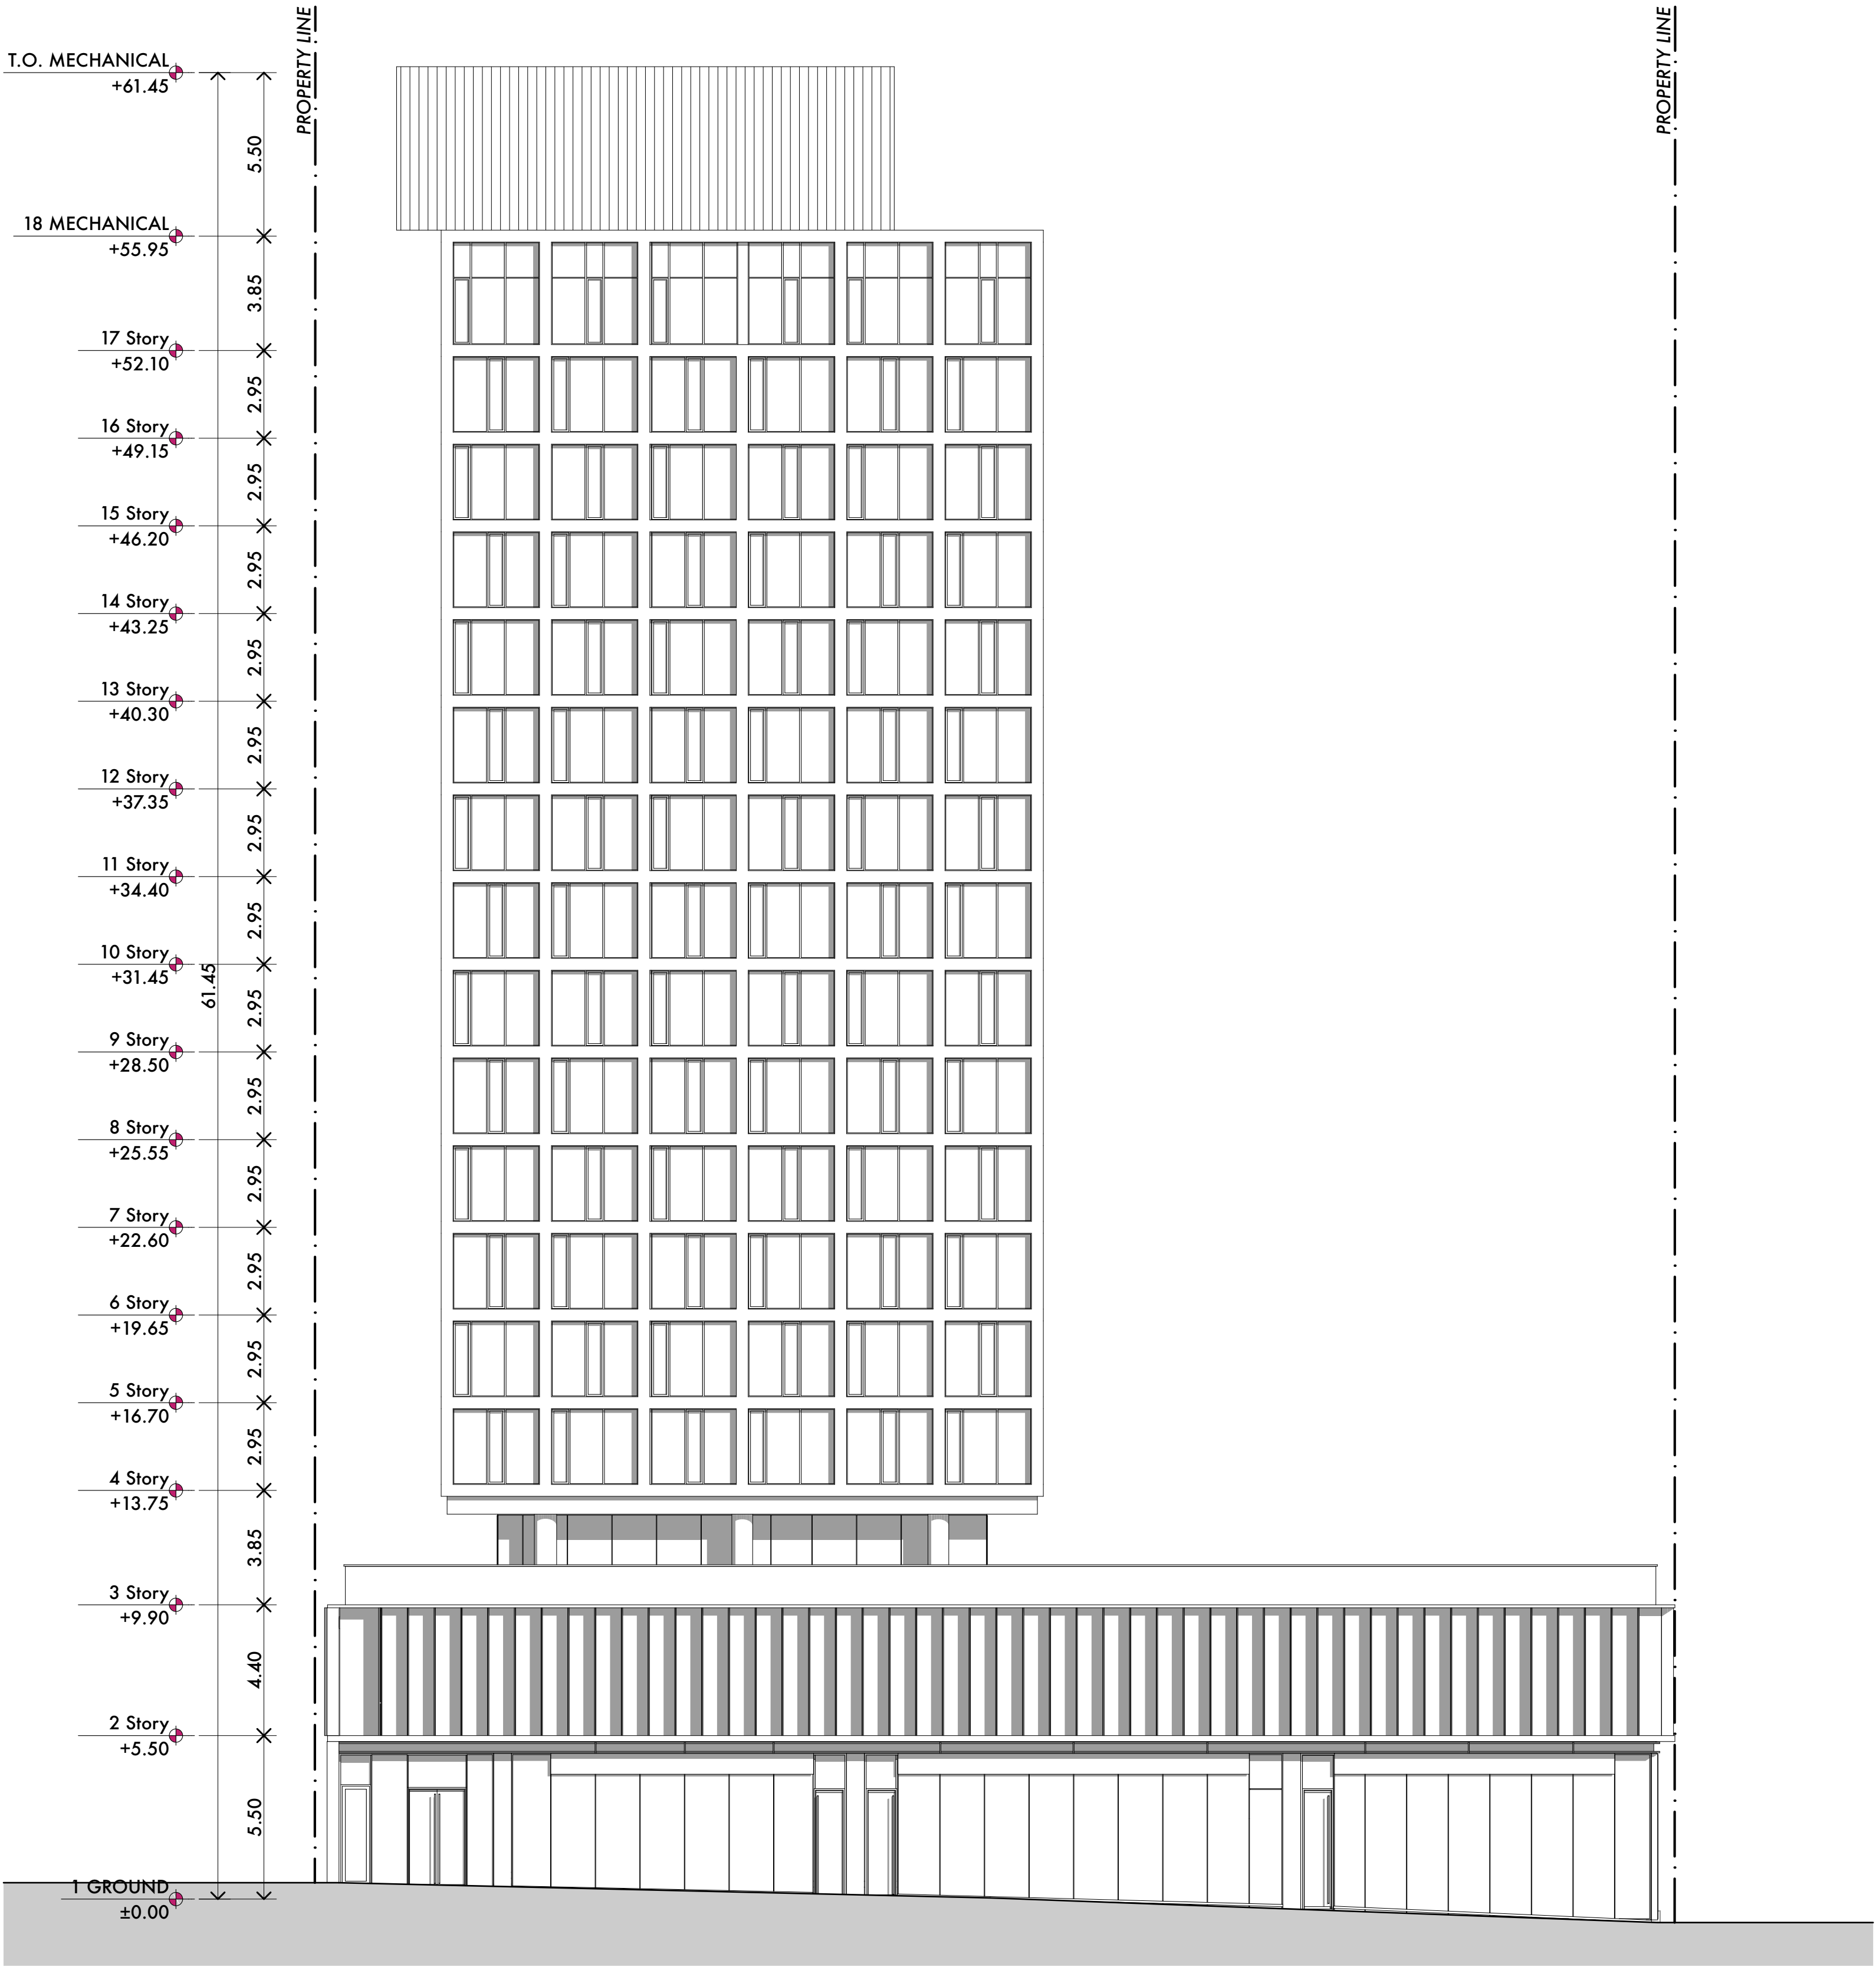 PROPERTY LINE
PROPERTY LINE
T.O. MECHANICAL
+61.45
5.50
18 MECHANICAL
+55.95
3.85
17 Story
+52.10
2.95
16 Story
+49.15
2.95
15 Story
+46.20
2.95
14 Story
+43.25
2.95
13 Story
+40.30
2.95
12 Story
+37.35
2.95
11 Story
+34.40
2.95
10 Story
+31.45
61.45
2.95
9 Story
+28.50
2.95
8 Story
+25.55
2.95
7 Story
+22.60
2.95
6 Story
+19.65
2.95
5 Story
+16.70
2.95
4 Story
+13.75
3.85
3 Story
+9.90
4.40
2 Story
+5.50
5.50
1 GROUND
±0.00